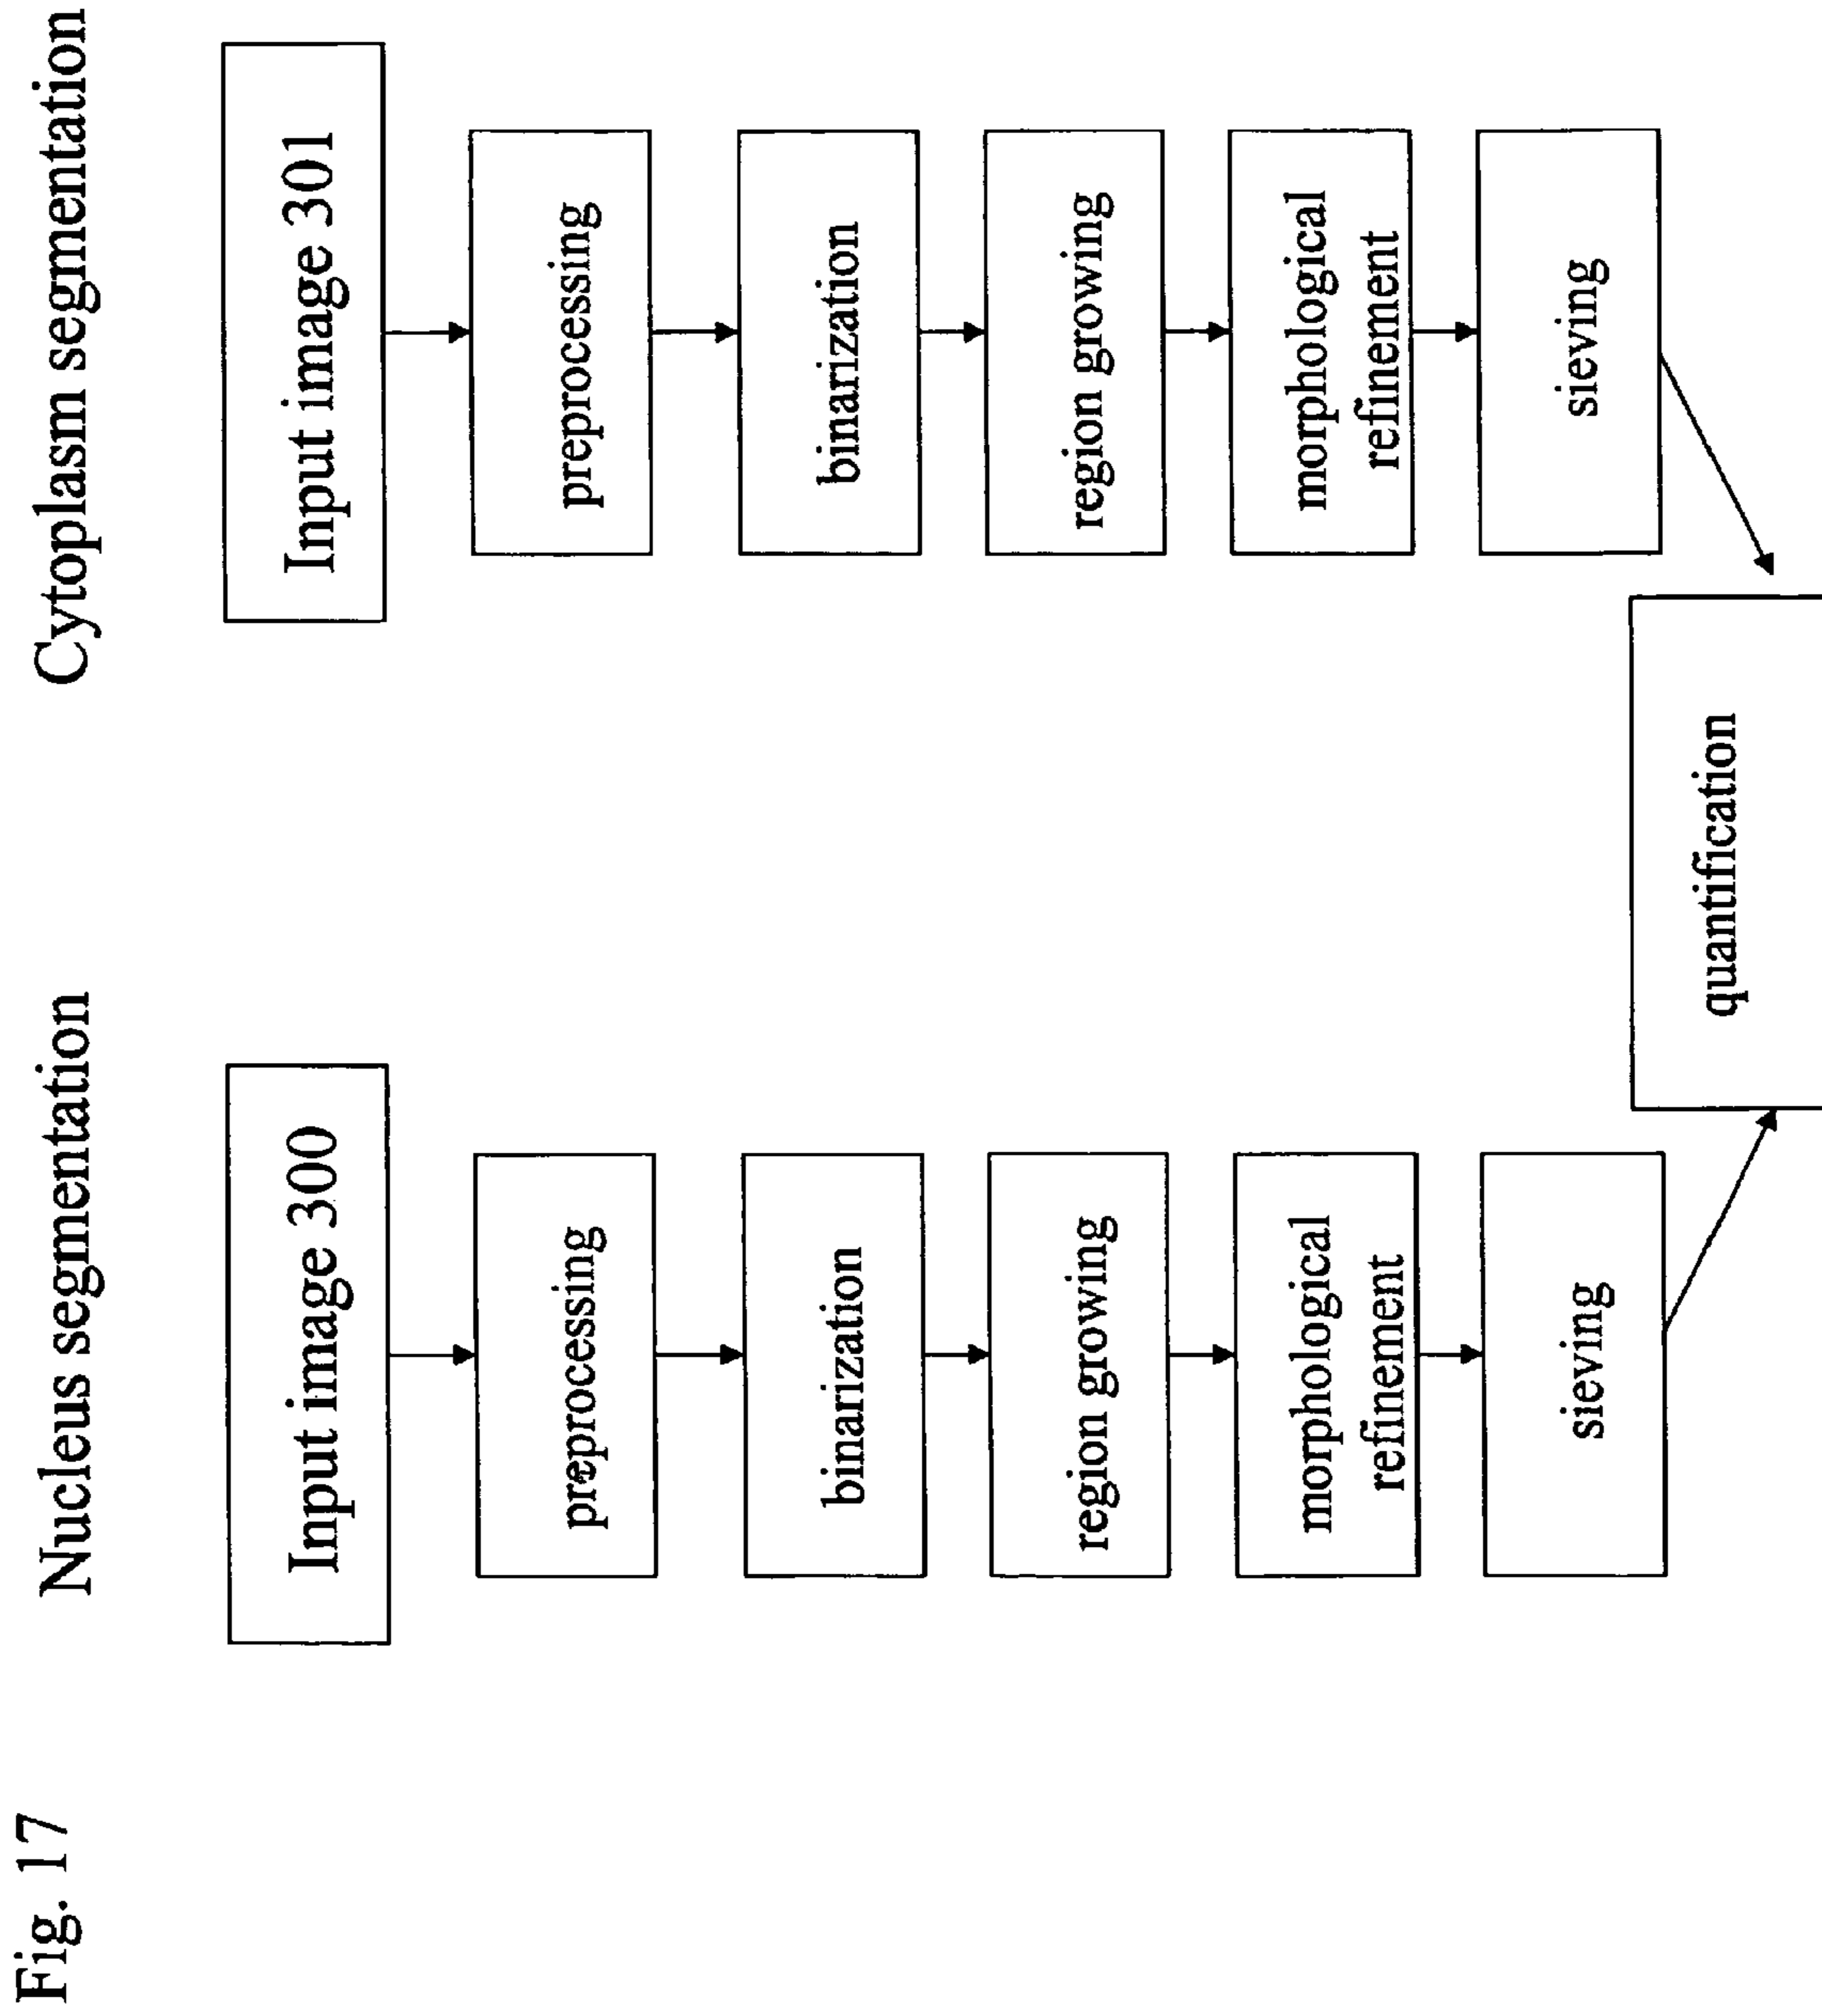 Fig. 17
Nucleus segmentation
Input image 300
preprocessing
binarization
region growing
morphological
refinement
sieving
Cytoplasm segmentation
Input image 301
preprocessing
binarization
region growing
morphological
refinement
sieving
quantification